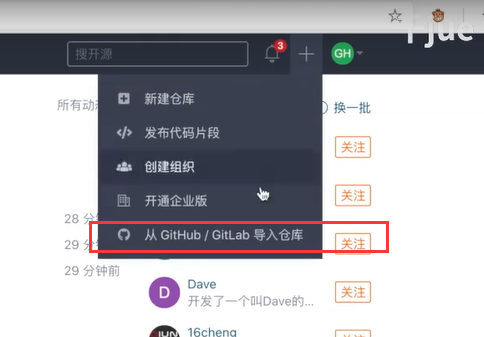 Fjue
搜开源
3
GH
所有动态
换一批
新建仓库
关注
发布代码片段
创建组织
关注
开通企业版
28 分钟
从 GitHub / GitLab 导入仓库
29 分钟
关注
29 分钟前
D
Dave
开发了一个叫Dave的...
关注
16cheng
关注